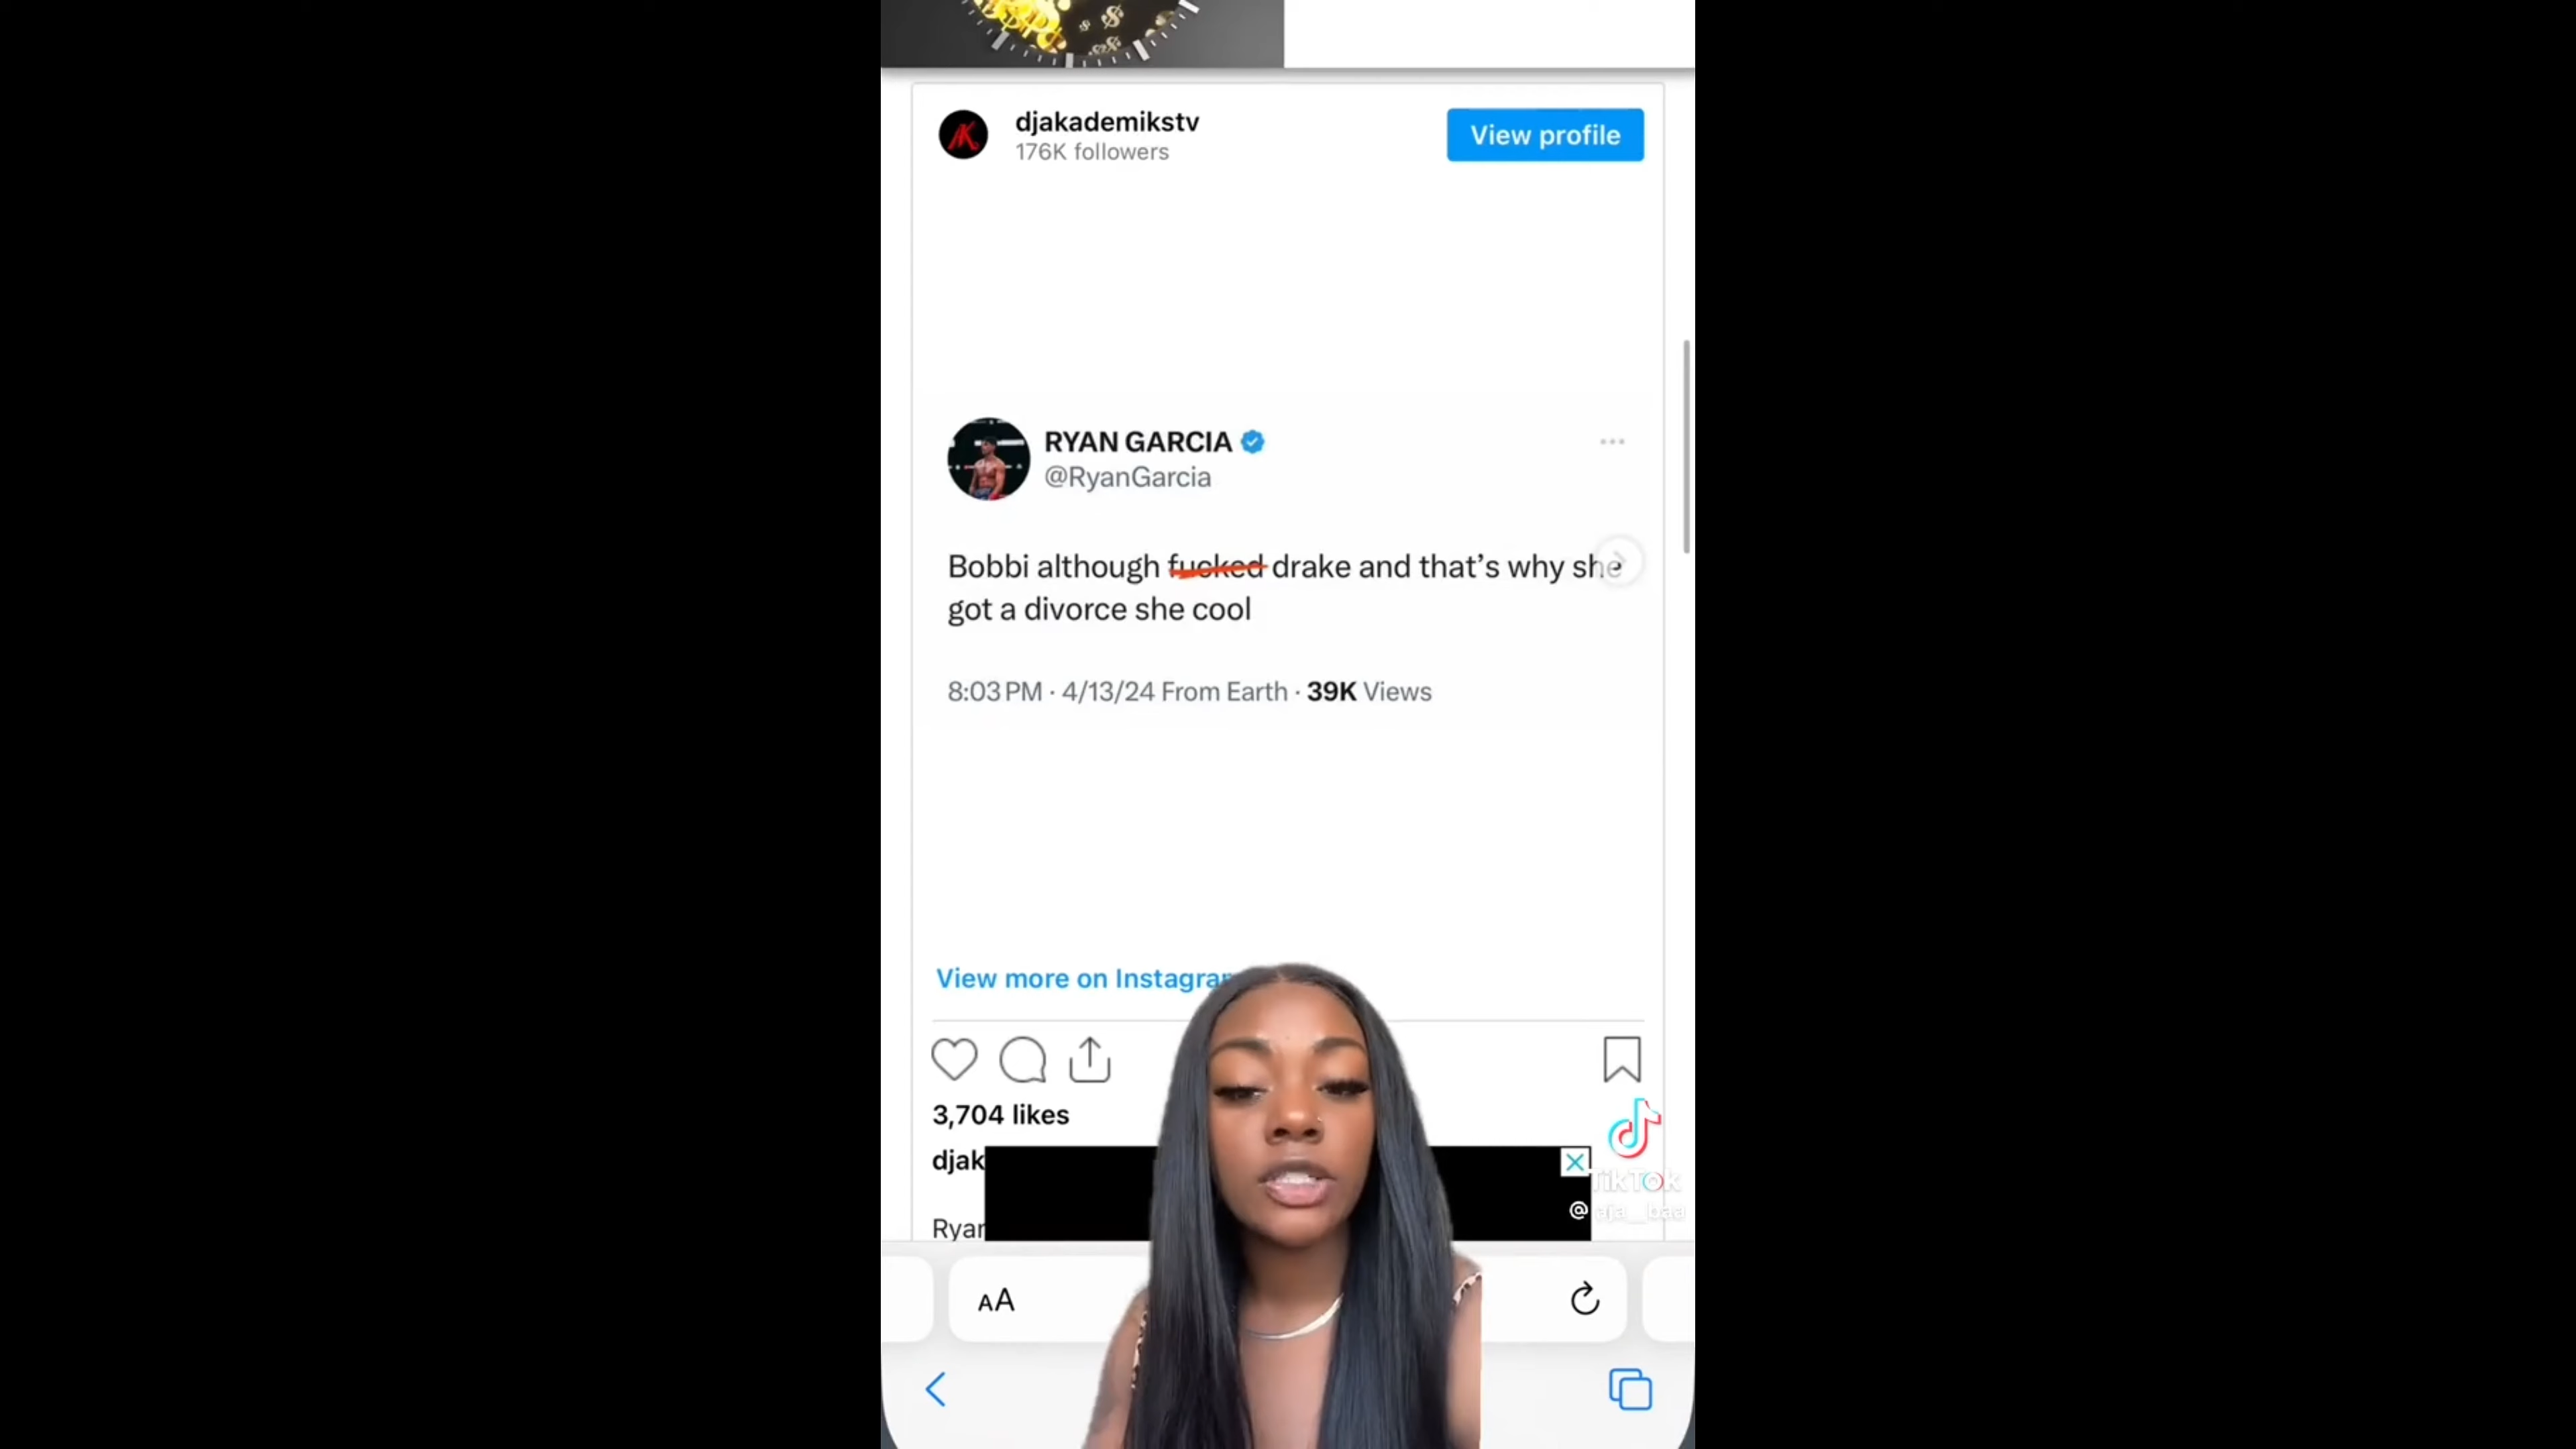 djakademikstv
176K followers
View profile
RYAN GARCIA
@RyanGarcia
Bobbi although fucked drake and that's why she
got a divorce she cool
8:03 PM · 4/13/24 From Earth · 39K Views
View more on Instagram
3,704 likes
djak
Ryan
TikTok
@aja_baa
AA